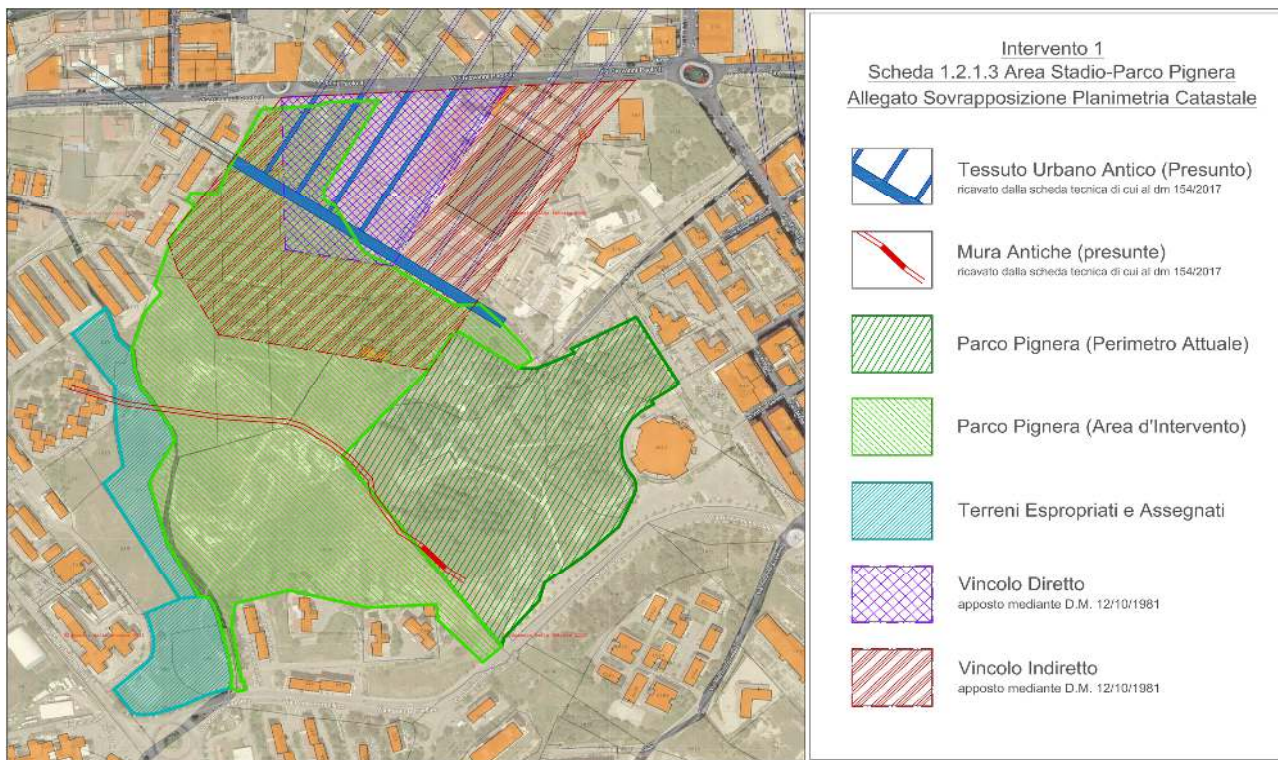 Intervento 1
Scheda 1.2.1.3 Area Stadio-Parco Pignera
Allegato Sovrapposizione Planimetria Catastale
Tessuto Urbano Antico (Presunto)
ricavato dalla scheda tecnica di cui al dm 154/2017
Mura Antiche (presunte)
ricavato dalla scheda tecnica di cui al dm 154/2017
Parco Pignera (Perimetro Attuale)
Parco Pignera (Area d'Intervento)
Terreni Espropriati e Assegnati
Vincolo Diretto
apposto mediante D.M. 12/10/1981
Vincolo Indiretto
apposto mediante D.M. 12/10/1981